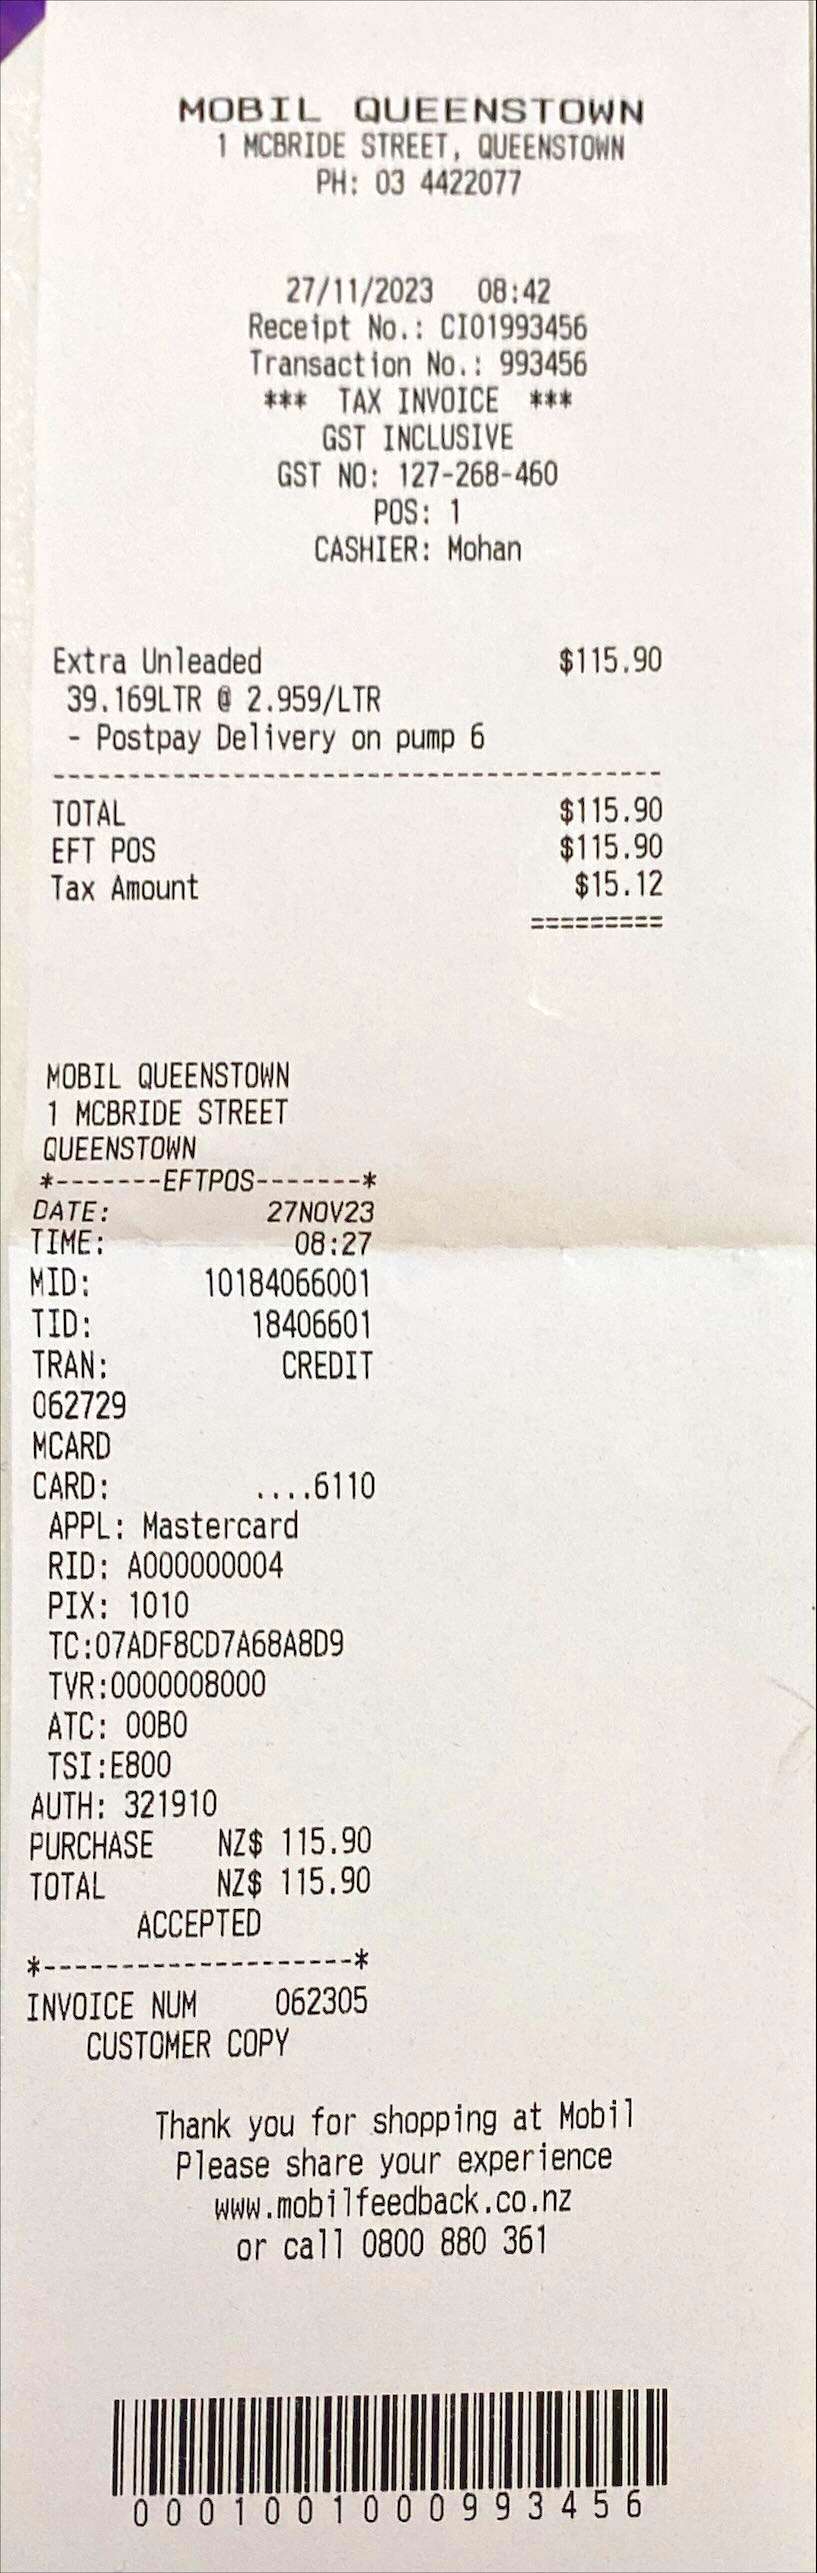 MOBIL QUEENSTOWN
1 MCBRIDE STREET, QUEENSTOWN
PH: 03 4422077
27/11/2023 08:42
Receipt No.: CI01993456
Transaction No.: 993456
*** TAX INVOICE ***
GST INCLUSIVE
GST NO: 127-268-460
POS: 1
CASHIER: Mohan
Extra Unleaded $115.90
39.169LTR @ 2.959/LTR
- Postpay Delivery on pump 6
-----------------------------------------
TOTAL $115.90
EFT POS $115.90
Tax Amount $15.12
=========
MOBIL QUEENSTOWN
1 MCBRIDE STREET
QUEENSTOWN
*-------EFTPOS-------*
DATE: 27NOV23
TIME: 08:27
MID: 10184066001
TID: 18406601
TRAN: CREDIT
062729
MCARD
CARD: ....6110
APPL: Mastercard
RID: A000000004
PIX: 1010
TC:07ADF8CD7A68A8D9
TVR:0000008000
ATC: 00B0
TSI:E800
AUTH: 321910
PURCHASE NZ$ 115.90
TOTAL NZ$ 115.90
ACCEPTED
*--------------------*
INVOICE NUM 062305
CUSTOMER COPY
Thank you for shopping at Mobil
Please share your experience
www.mobilfeedback.co.nz
or call 0800 880 361
0001001000993456